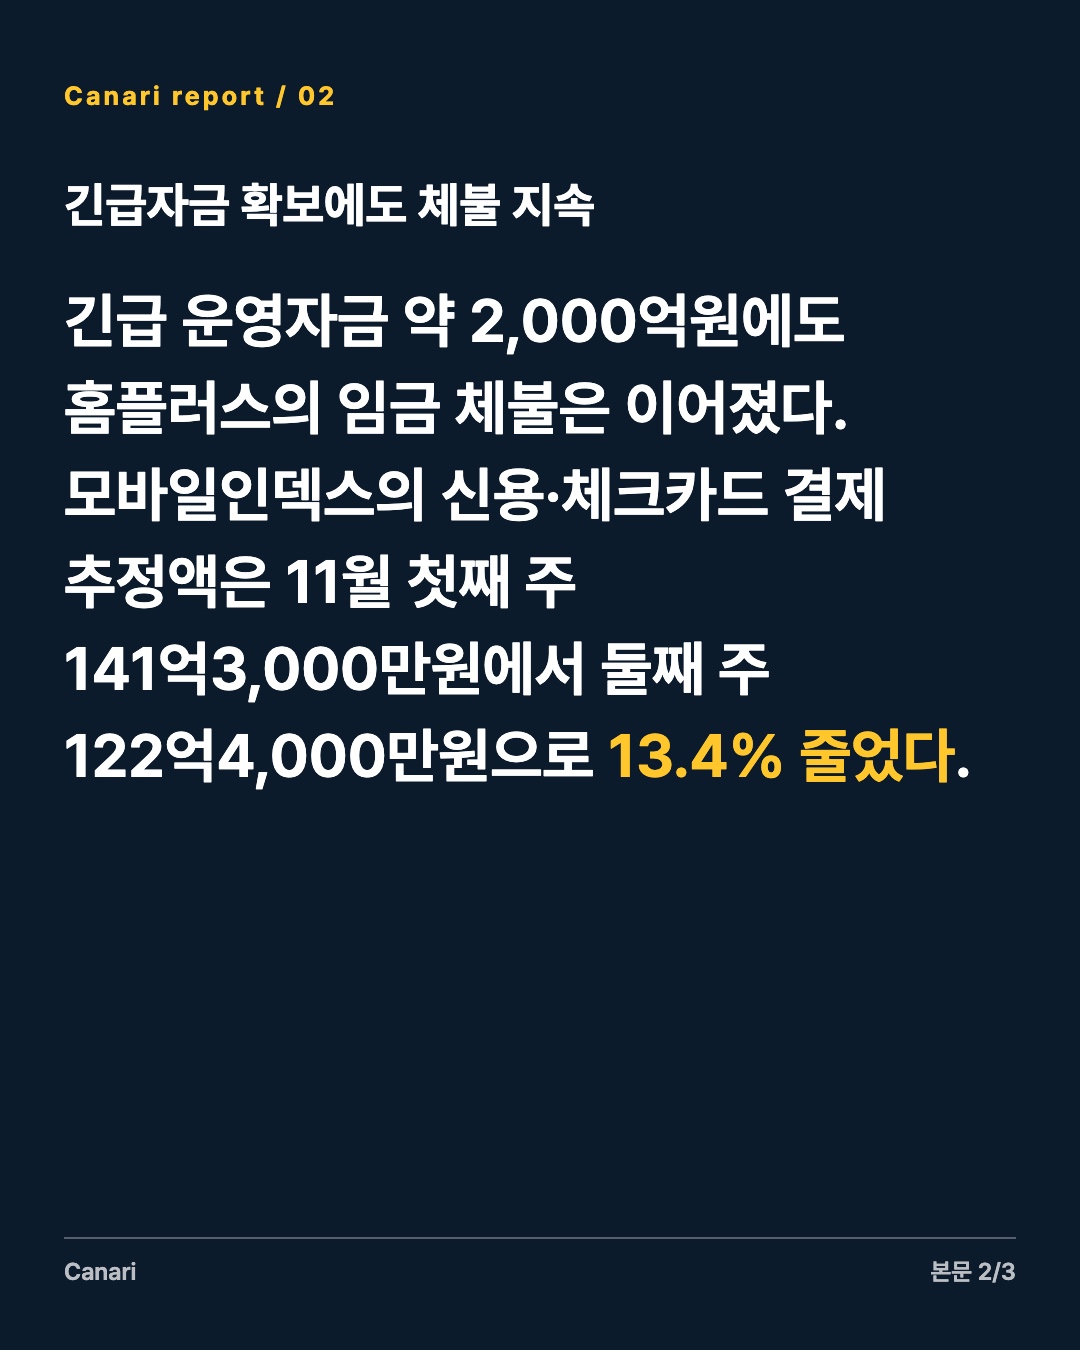 Canari report / 02
긴급자금 확보에도 체불 지속
긴급 운영자금 약 2,000억원에도
홈플러스의 임금 체불은 이어졌다.
모바일인덱스의 신용·체크카드 결제
추정액은 11월 첫째 주
141억3,000만원에서 둘째 주
122억4,000만원으로 13.4% 줄었다.
Canari
본문 2/3